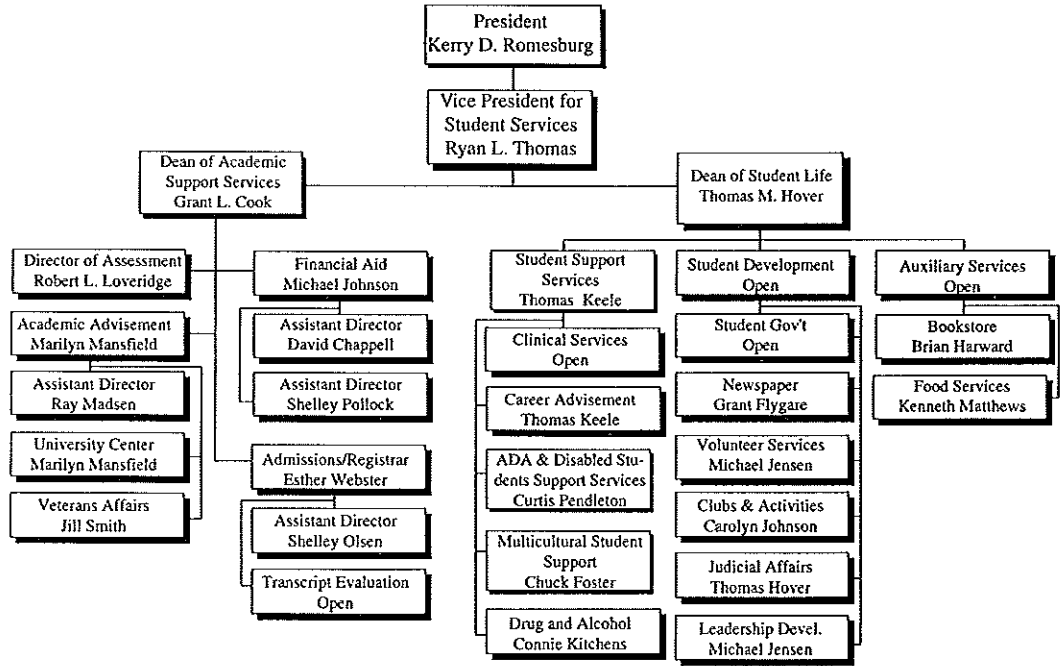 President
Kerry D. Romesburg
Vice President for
Student Services
Ryan L. Thomas
Dean of Academic
Support Services
Grant L. Cook
Dean of Student Life
Thomas M. Hover
Director of Assessment
Robert L. Loveridge
Academic Advisement
Marilyn Mansfield
Assistant Director
Ray Madsen
University Center
Marilyn Mansfield
Veterans Affairs
Jill Smith
Financial Aid
Michael Johnson
Assistant Director
David Chappell
Assistant Director
Shelley Pollock
Admissions/Registrar
Esther Webster
Assistant Director
Shelley Olsen
Transcript Evaluation
Open
Student Support
Services
Thomas Keele
Clinical Services
Open
Career Advisement
Thomas Keele
ADA & Disabled Stu-
dents Support Services
Curtis Pendleton
Multicultural Student
Support
Chuck Foster
Drug and Alcohol
Connie Kitchens
Student Development
Open
Student Gov't
Open
Newspaper
Grant Flygare
Volunteer Services
Michael Jensen
Clubs & Activities
Carolyn Johnson
Judicial Affairs
Thomas Hover
Leadership Devel.
Michael Jensen
Auxiliary Services
Open
Bookstore
Brian Harward
Food Services
Kenneth Matthews